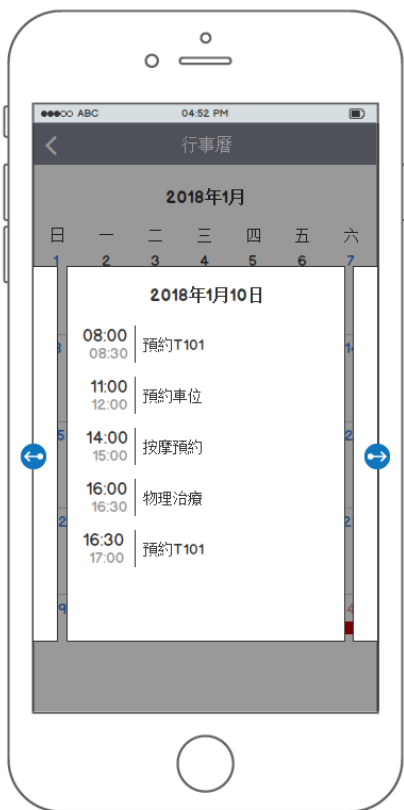 ABC 04:52 PM
行事曆
2018年1月
日 一 二 三 四 五 六
1 2 3 4 5 6 7
2018年1月10日
08:00
08:30
預約T101
11:00
12:00
預約車位
14:00
15:00
按摩預約
16:00
16:30
物理治療
16:30
17:00
預約T101